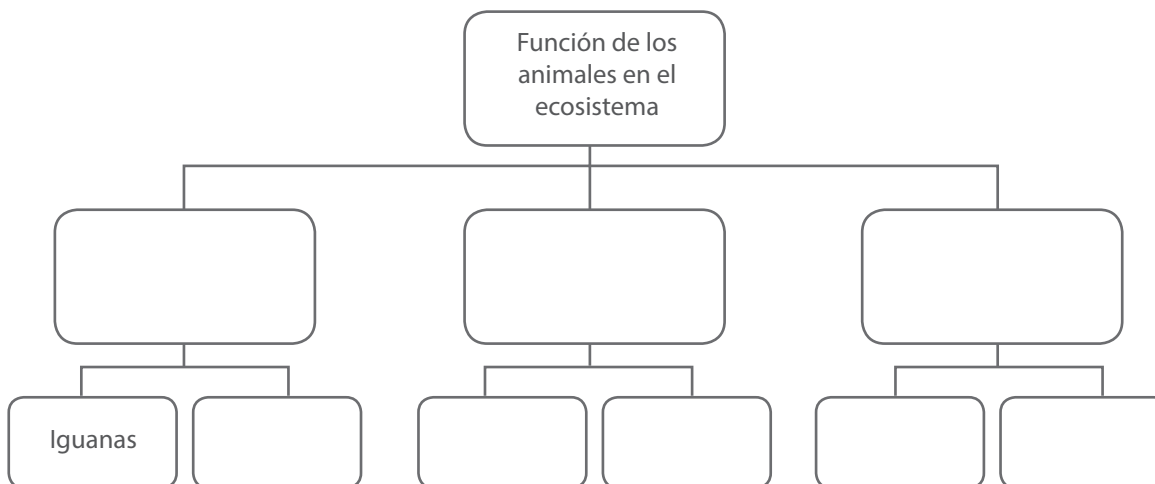 Función de los
animales en el
ecosistema
Iguanas